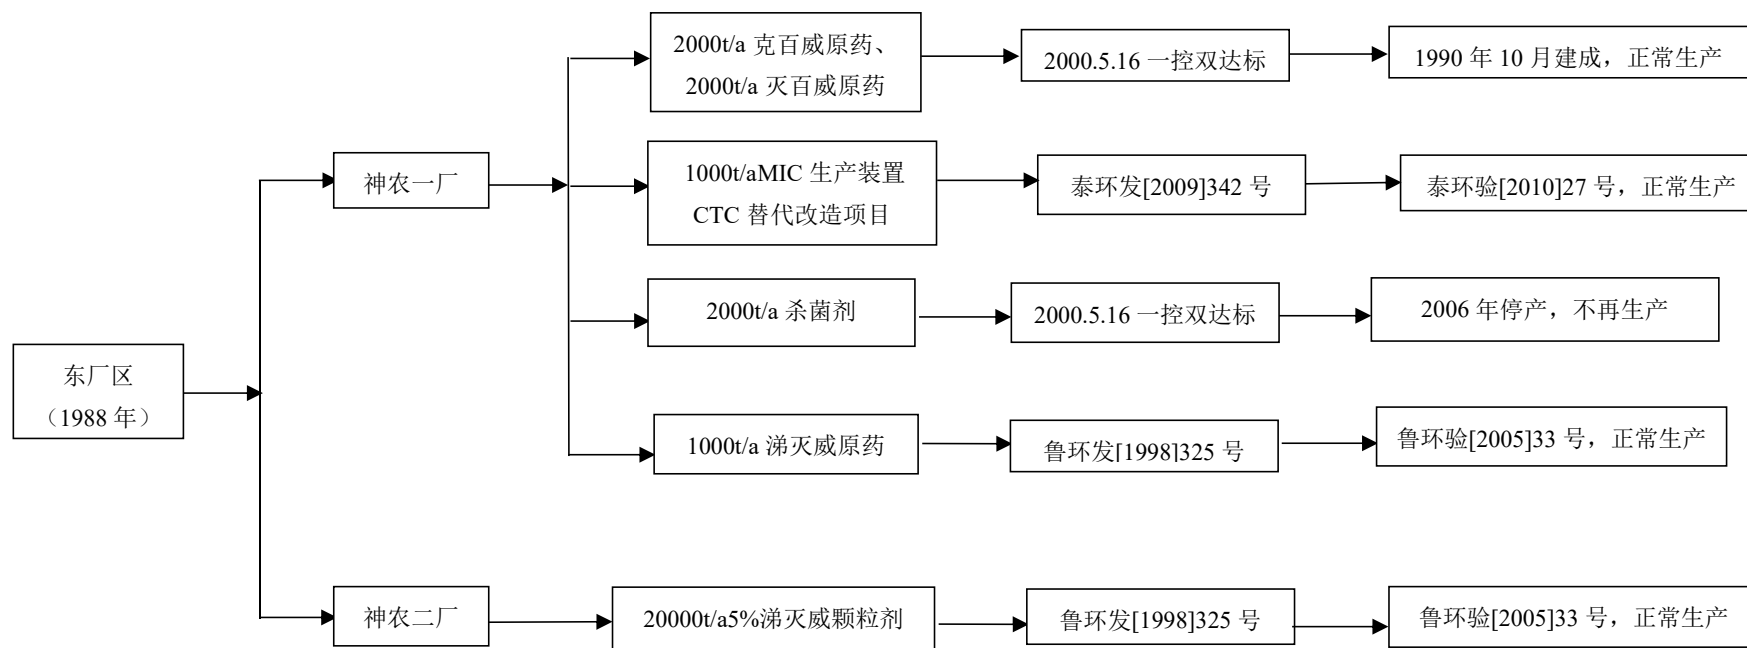 东厂区
（1988 年）
神农一厂
2000t/a 克百威原药、
2000t/a 灭百威原药
2000.5.16 一控双达标
1990 年 10 月建成，正常生产
1000t/aMIC 生产装置
CTC 替代改造项目
泰环发[2009]342 号
泰环验[2010]27 号，正常生产
2000t/a 杀菌剂
2000.5.16 一控双达标
2006 年停产，不再生产
1000t/a 涕灭威原药
鲁环发[1998]325 号
鲁环验[2005]33 号，正常生产
神农二厂
20000t/a5%涕灭威颗粒剂
鲁环发[1998]325 号
鲁环验[2005]33 号，正常生产